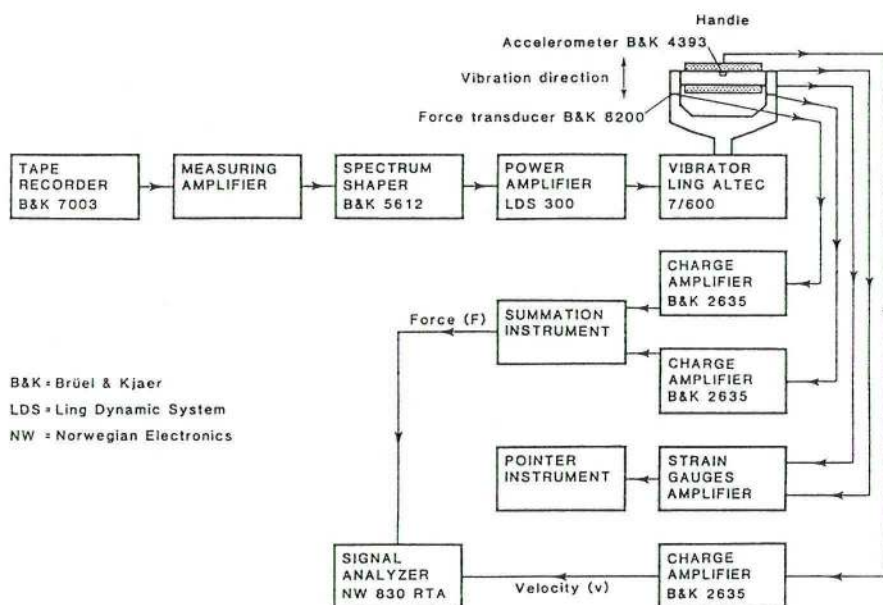 Handle
Accelerometer B&K 4393
Vibration direction
Force transducer B&K 8200
TAPE
RECORDER
B&K 7003
MEASURING
AMPLIFIER
SPECTRUM
SHAPER
B&K 5612
POWER
AMPLIFIER
LDS 300
VIBRATOR
LING ALTEC
7/600
CHARGE
AMPLIFIER
B&K 2635
Force (F)
SUMMATION
INSTRUMENT
CHARGE
AMPLIFIER
B&K 2635
B&K = Brüel & Kjaer
LDS = Ling Dynamic System
NW = Norwegian Electronics
POINTER
INSTRUMENT
STRAIN
GAUGES
AMPLIFIER
SIGNAL
ANALYZER
NW 830 RTA
Velocity (v)
CHARGE
AMPLIFIER
B&K 2635